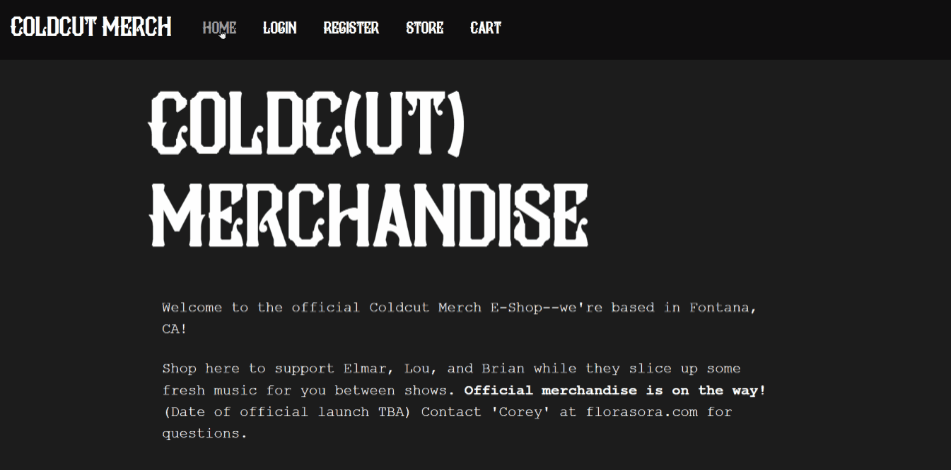 COLDCUT MERCH HOME LOGIN REGISTER STORE CART
COLDC(UT)
MERCHANDISE
Welcome to the official Coldcut Merch E-Shop--we're based in Fontana,
CA!
Shop here to support Elmar, Lou, and Brian while they slice up some
fresh music for you between shows. Official merchandise is on the way!
(Date of official launch TBA) Contact 'Corey' at florasora.com for
questions.